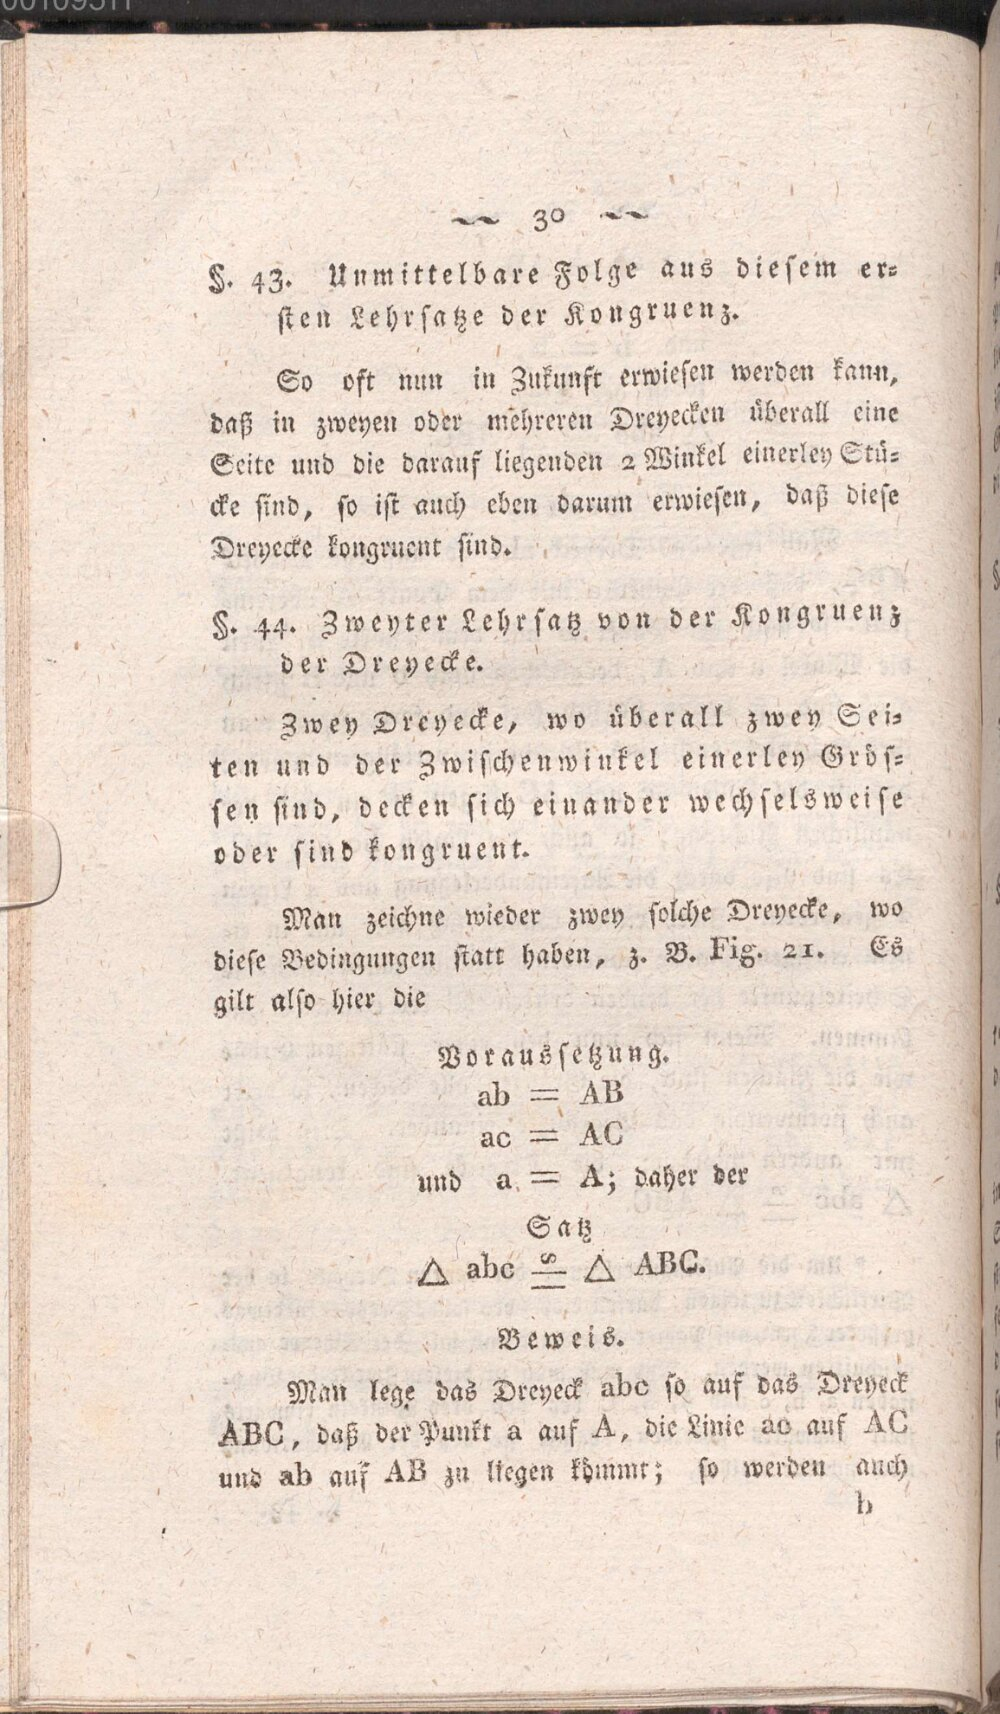 00109511
~~ 30 ~~
§. 43. Unmittelbare Folge aus diesem er-
sten Lehrsatze der Kongruenz.
So oft nun in Zukunft erwiesen werden kann,
daß in zweyen oder mehreren Dreyecken überall eine
Seite und die darauf liegenden 2 Winkel einerley Stü-
cke sind, so ist auch eben darum erwiesen, daß diese
Dreyecke kongruent sind.
§. 44. Zweyter Lehrsatz von der Kongruenz
der Dreyecke.
Zwey Dreyecke, wo überall zwey Sei-
ten und der Zwischenwinkel einerley Grös-
sen sind, decken sich einander wechselsweise
oder sind kongruent.
Man zeichne wieder zwey solche Dreyecke, wo
diese Bedingungen statt haben, z. B. Fig. 21. Es
gilt also hier die
Voraussetzung.
ab = AB
ac = AC
und a = A; daher der
Satz
△ abc ≌ △ ABC.
Beweis.
Man lege das Dreyeck abc so auf das Dreyeck
ABC, daß der Punkt a auf A, die Linie ac auf AC
und ab auf AB zu liegen kömmt; so werden auch
b